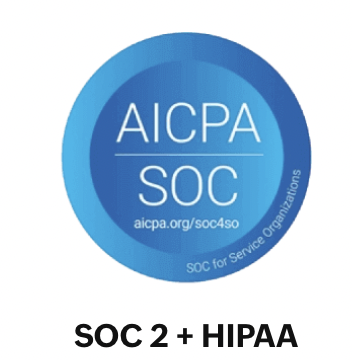 AICPA
SOC
aicpa.org/soc4so
SOC for Service Organizations
SOC 2 + HIPAA